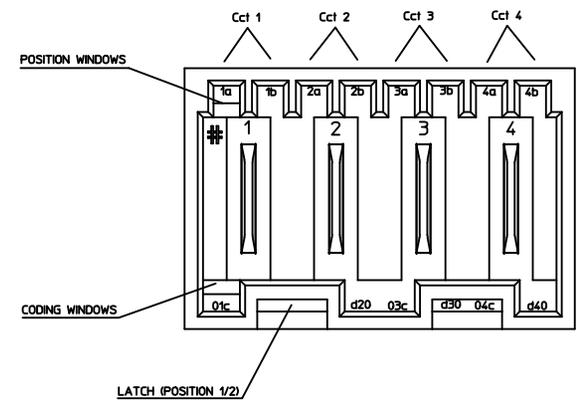 Cct 1 Cct 2 Cct 3 Cct 4
POSITION WINDOWS
1a 1b 2a 2b 3a 3b 4a 4b
# 1 2 3 4
CODING WINDOWS
01c d20 03c d30 04c d40
LATCH (POSITION 1/2)